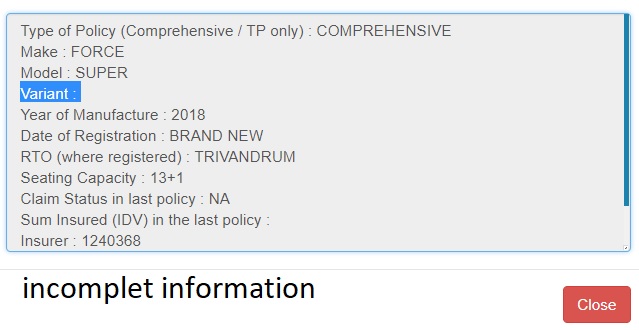 Type of Policy (Comprehensive / TP only) : COMPREHENSIVE
Make : FORCE
Model : SUPER
Variant :
Year of Manufacture : 2018
Date of Registration : BRAND NEW
RTO (where registered) : TRIVANDRUM
Seating Capacity : 13+1
Claim Status in last policy : NA
Sum Insured (IDV) in the last policy :
Insurer : 1240368
incomplet information
Close